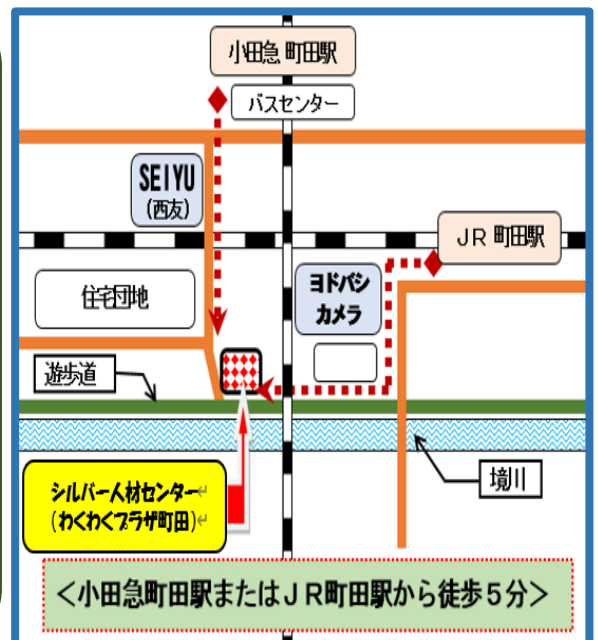 小田急 町田駅
バスセンター
SEIYU
(西友)
JR 町田駅
ヨドバシ
カメラ
住宅団地
遊歩道
境川
シルバー人材センター↵
(わくわくプラザ町田)↵
＜小田急町田駅またはJR町田駅から徒歩５分＞